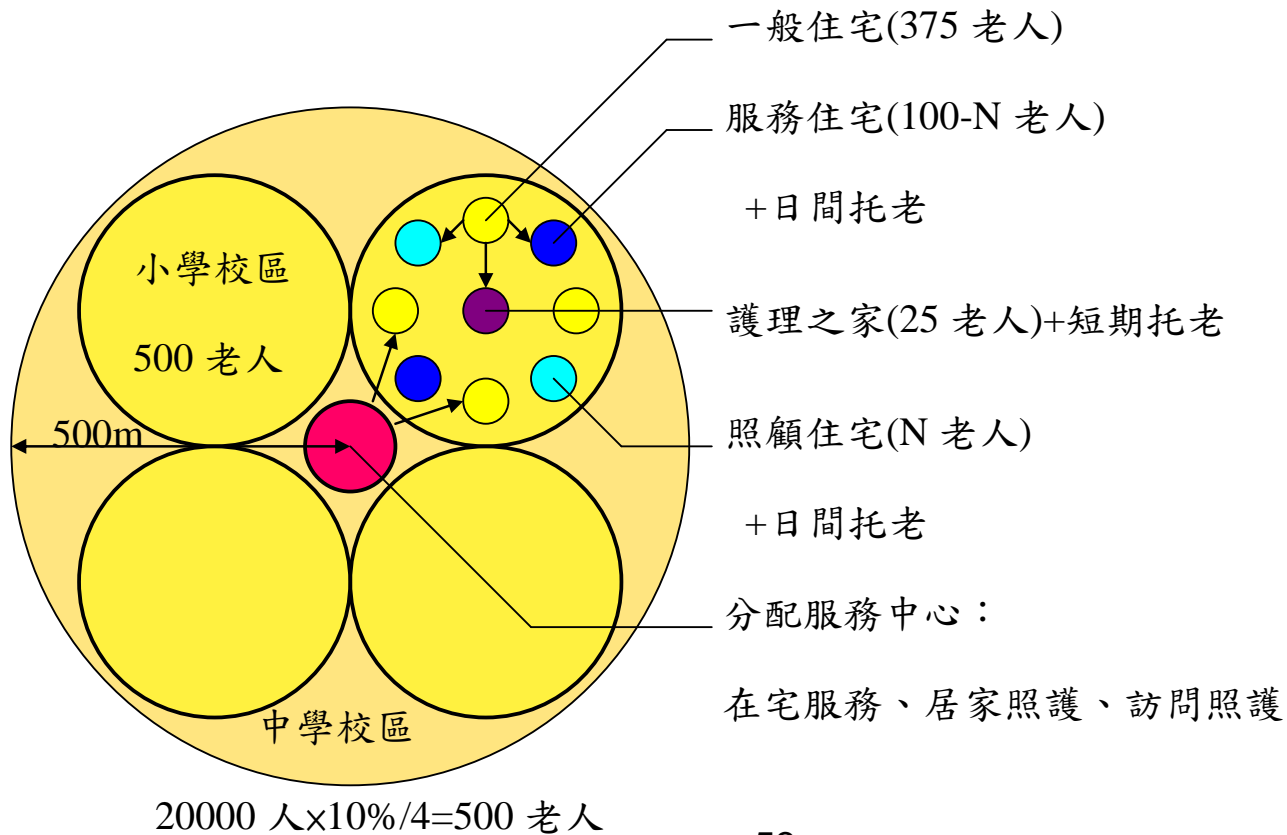 一般住宅(375 老人)
服務住宅(100-N 老人)
+日間托老
小學校區
500 老人
護理之家(25 老人)+短期托老
500m
照顧住宅(N 老人)
+日間托老
分配服務中心：
在宅服務、居家照護、訪問照護
中學校區
20000 人×10%/4=500 老人